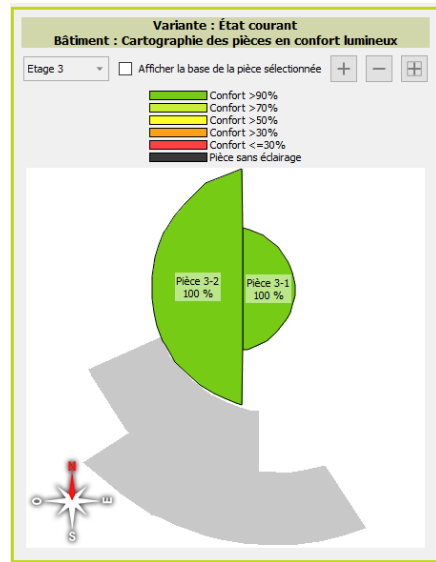 Variante : État courant
Bâtiment : Cartographie des pièces en confort lumineux
Etage 3
Afficher la base de la pièce sélectionnée
Confort >90%
Confort >70%
Confort >50%
Confort >30%
Confort <=30%
Pièce sans éclairage
Pièce 3-2
100 %
Pièce 3-1
100 %
N
O
E
S